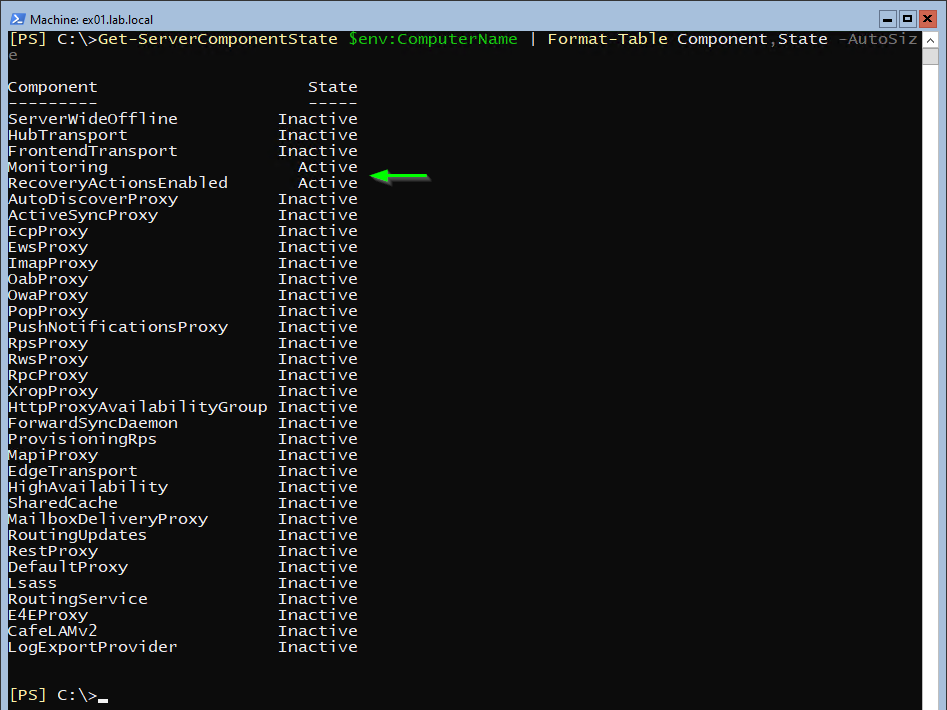 Machine: ex01.lab.local
[PS] C:\>Get-ServerComponentState $env:ComputerName | Format-Table Component,State -AutoSiz
e
Component State
--------- -----
ServerWideOffline Inactive
HubTransport Inactive
FrontendTransport Inactive
Monitoring Active
RecoveryActionsEnabled Active
AutoDiscoverProxy Inactive
ActiveSyncProxy Inactive
EcpProxy Inactive
EwsProxy Inactive
ImapProxy Inactive
OabProxy Inactive
OwaProxy Inactive
PopProxy Inactive
PushNotificationsProxy Inactive
RpsProxy Inactive
RwsProxy Inactive
RpcProxy Inactive
XropProxy Inactive
HttpProxyAvailabilityGroup Inactive
ForwardSyncDaemon Inactive
ProvisioningRps Inactive
MapiProxy Inactive
EdgeTransport Inactive
HighAvailability Inactive
SharedCache Inactive
MailboxDeliveryProxy Inactive
RoutingUpdates Inactive
RestProxy Inactive
DefaultProxy Inactive
Lsass Inactive
RoutingService Inactive
E4EProxy Inactive
CafeLAMv2 Inactive
LogExportProvider Inactive
[PS] C:\>_